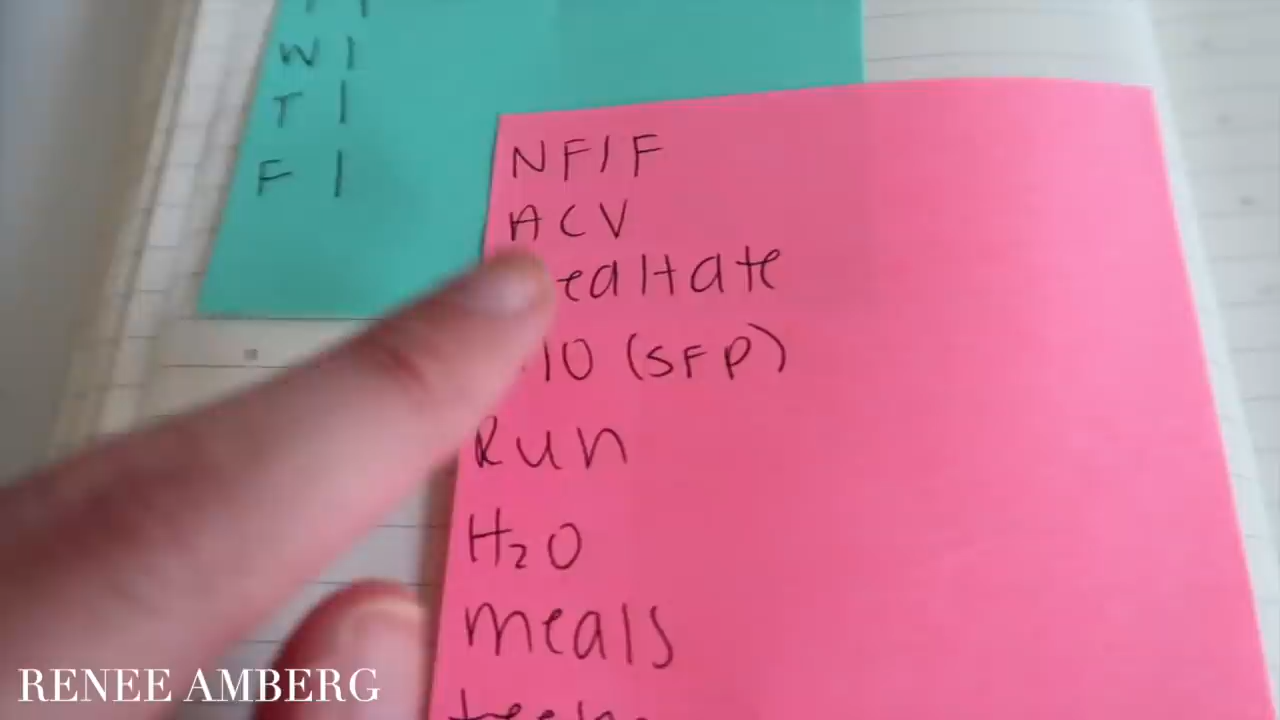 W I
T I
F I
NFIF
ACV
10 (SFP)
Run
H₂O
meals
RENEE AMBERG